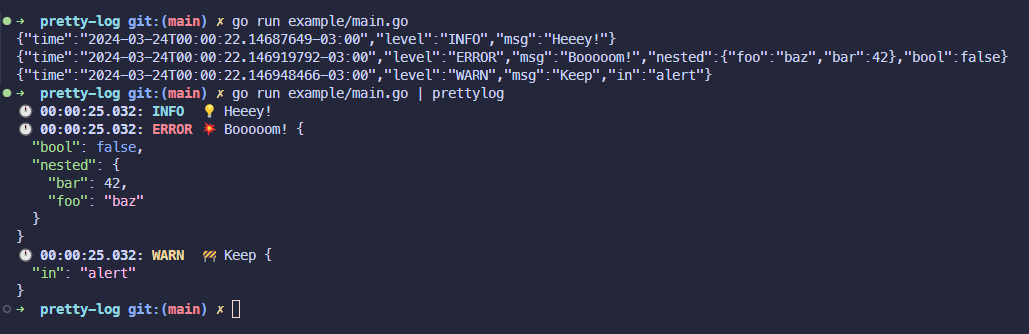 → pretty-log git:(main) ✗ go run example/main.go
{"time":"2024-03-24T00:00:22.14687649-03:00","level":"INFO","msg":"Heeey!"}
{"time":"2024-03-24T00:00:22.146919792-03:00","level":"ERROR","msg":"Booooom!","nested":{"foo":"baz","bar":42},"bool":false}
{"time":"2024-03-24T00:00:22.146948466-03:00","level":"WARN","msg":"Keep","in":"alert"}
→ pretty-log git:(main) ✗ go run example/main.go | prettylog
🕛 00:00:25.032: INFO 💡 Heeey!
🕛 00:00:25.032: ERROR 💥 Booooom! {
  "bool": false,
  "nested": {
    "bar": 42,
    "foo": "baz"
  }
}
🕛 00:00:25.032: WARN 🚧 Keep {
  "in": "alert"
}
→ pretty-log git:(main) ✗